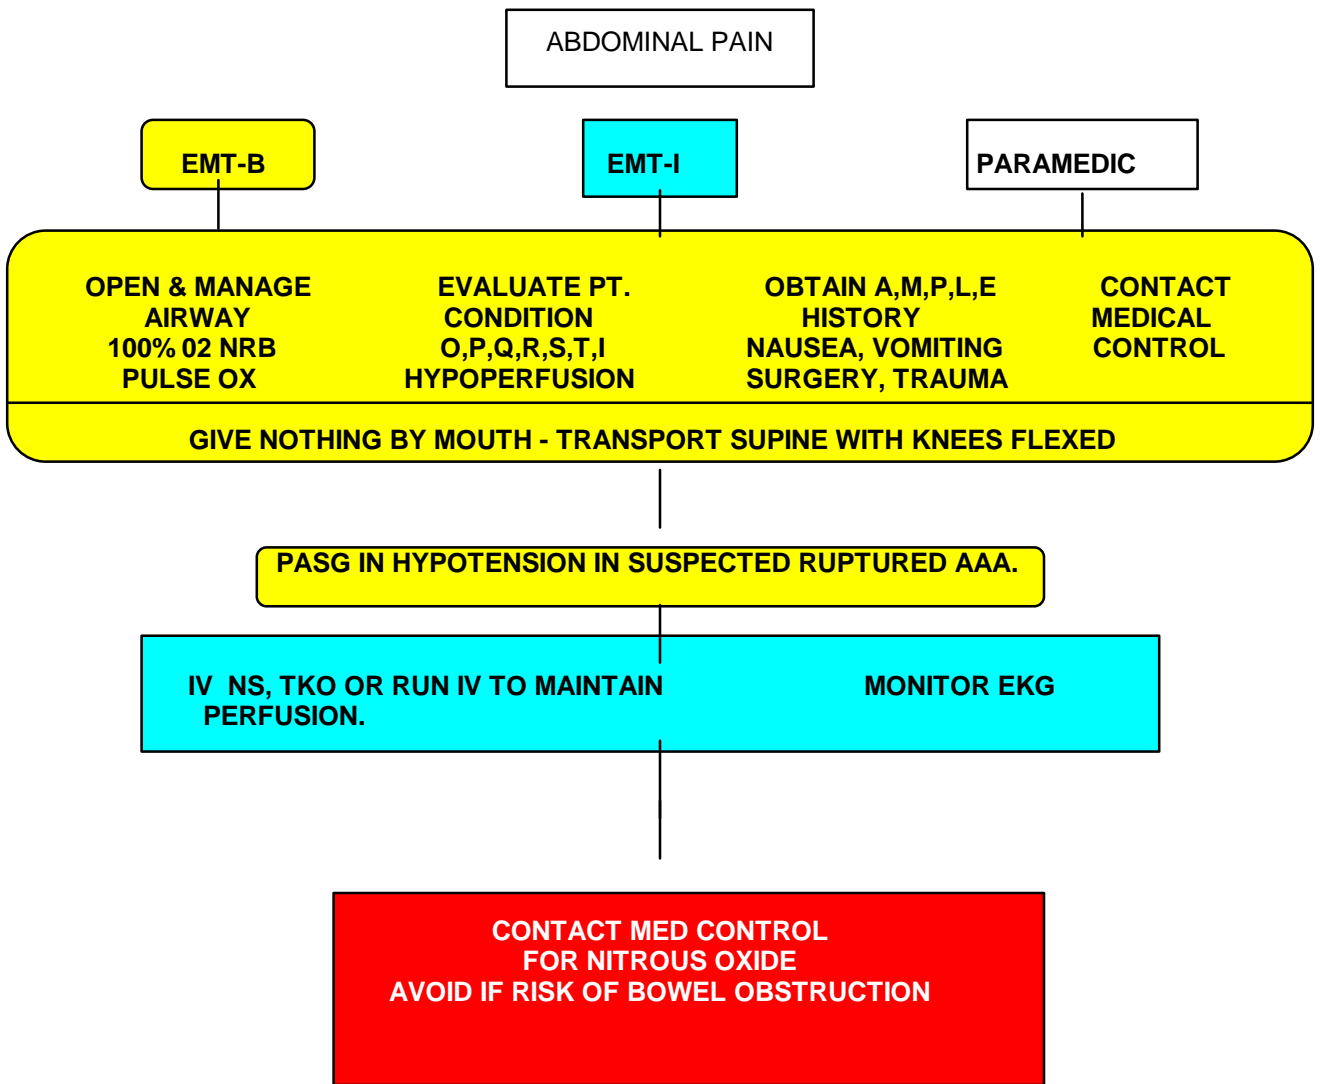 ABDOMINAL PAIN
EMT-B
EMT-I
PARAMEDIC
OPEN & MANAGE
AIRWAY
100% 02 NRB
PULSE OX
EVALUATE PT.
CONDITION
O,P,Q,R,S,T,I
HYPOPERFUSION
OBTAIN A,M,P,L,E
HISTORY
NAUSEA, VOMITING
SURGERY, TRAUMA
CONTACT
MEDICAL
CONTROL
GIVE NOTHING BY MOUTH - TRANSPORT SUPINE WITH KNEES FLEXED
PASG IN HYPOTENSION IN SUSPECTED RUPTURED AAA.
IV NS, TKO OR RUN IV TO MAINTAIN
PERFUSION.
MONITOR EKG
CONTACT MED CONTROL
FOR NITROUS OXIDE
AVOID IF RISK OF BOWEL OBSTRUCTION